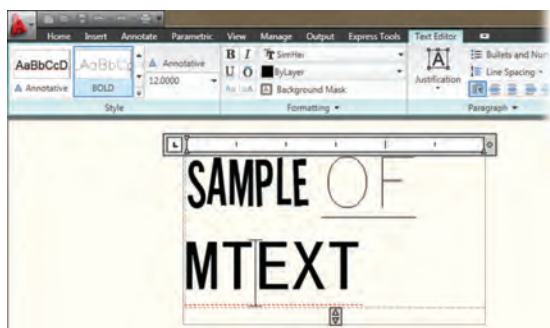 Home Insert Annotate Parametric View Manage Output Express Tools Text Editor
AaBbCcD AaBbC Annotative B I SimHei Bullets and Nu
U O ByLayer Line Spacing
Annotative BOLD 12.0000 Background Mask Justification
Style Formatting Paragraph
L
SAMPLE OF
MTEXT